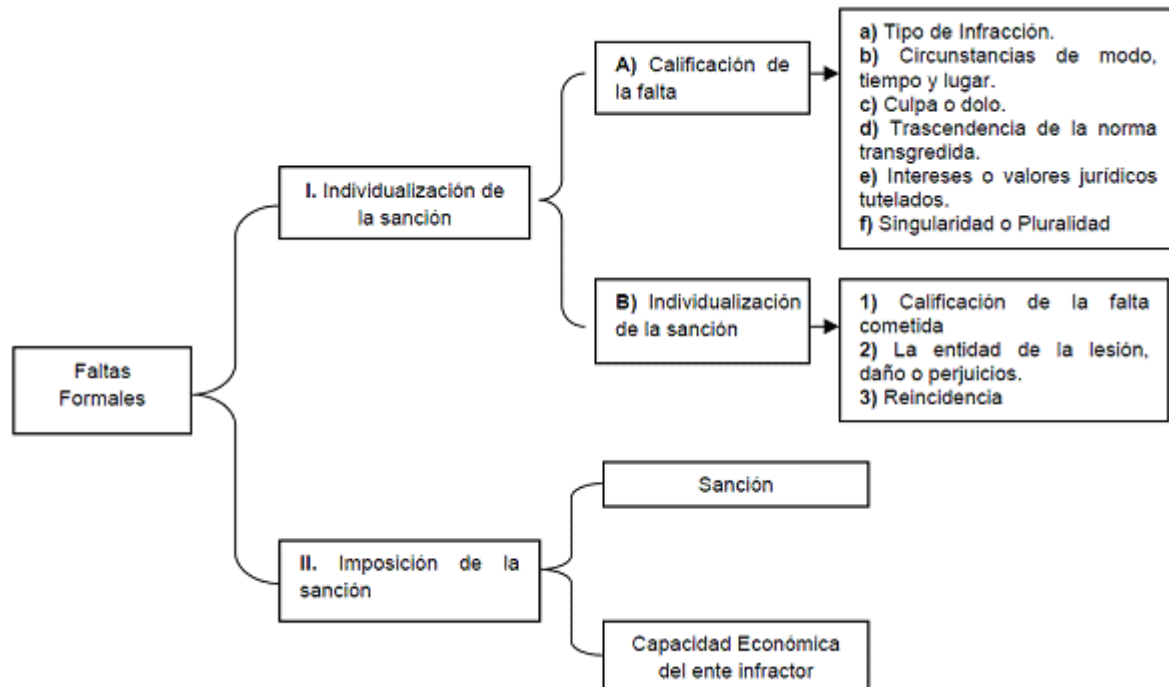 a) Tipo de Infracción.
b) Circunstancias de modo,
tiempo y lugar.
c) Culpa o dolo.
d) Trascendencia de la norma
transgredida.
e) Intereses o valores jurídicos
tutelados.
f) Singularidad o Pluralidad
A) Calificación de
la falta
I. Individualización de
la sanción
B) Individualización
de la sanción
1) Calificación de la falta
cometida
2) La entidad de la lesión,
daño o perjuicios.
3) Reincidencia
Faltas
Formales
Sanción
II. Imposición de la
sanción
Capacidad Económica
del ente infractor